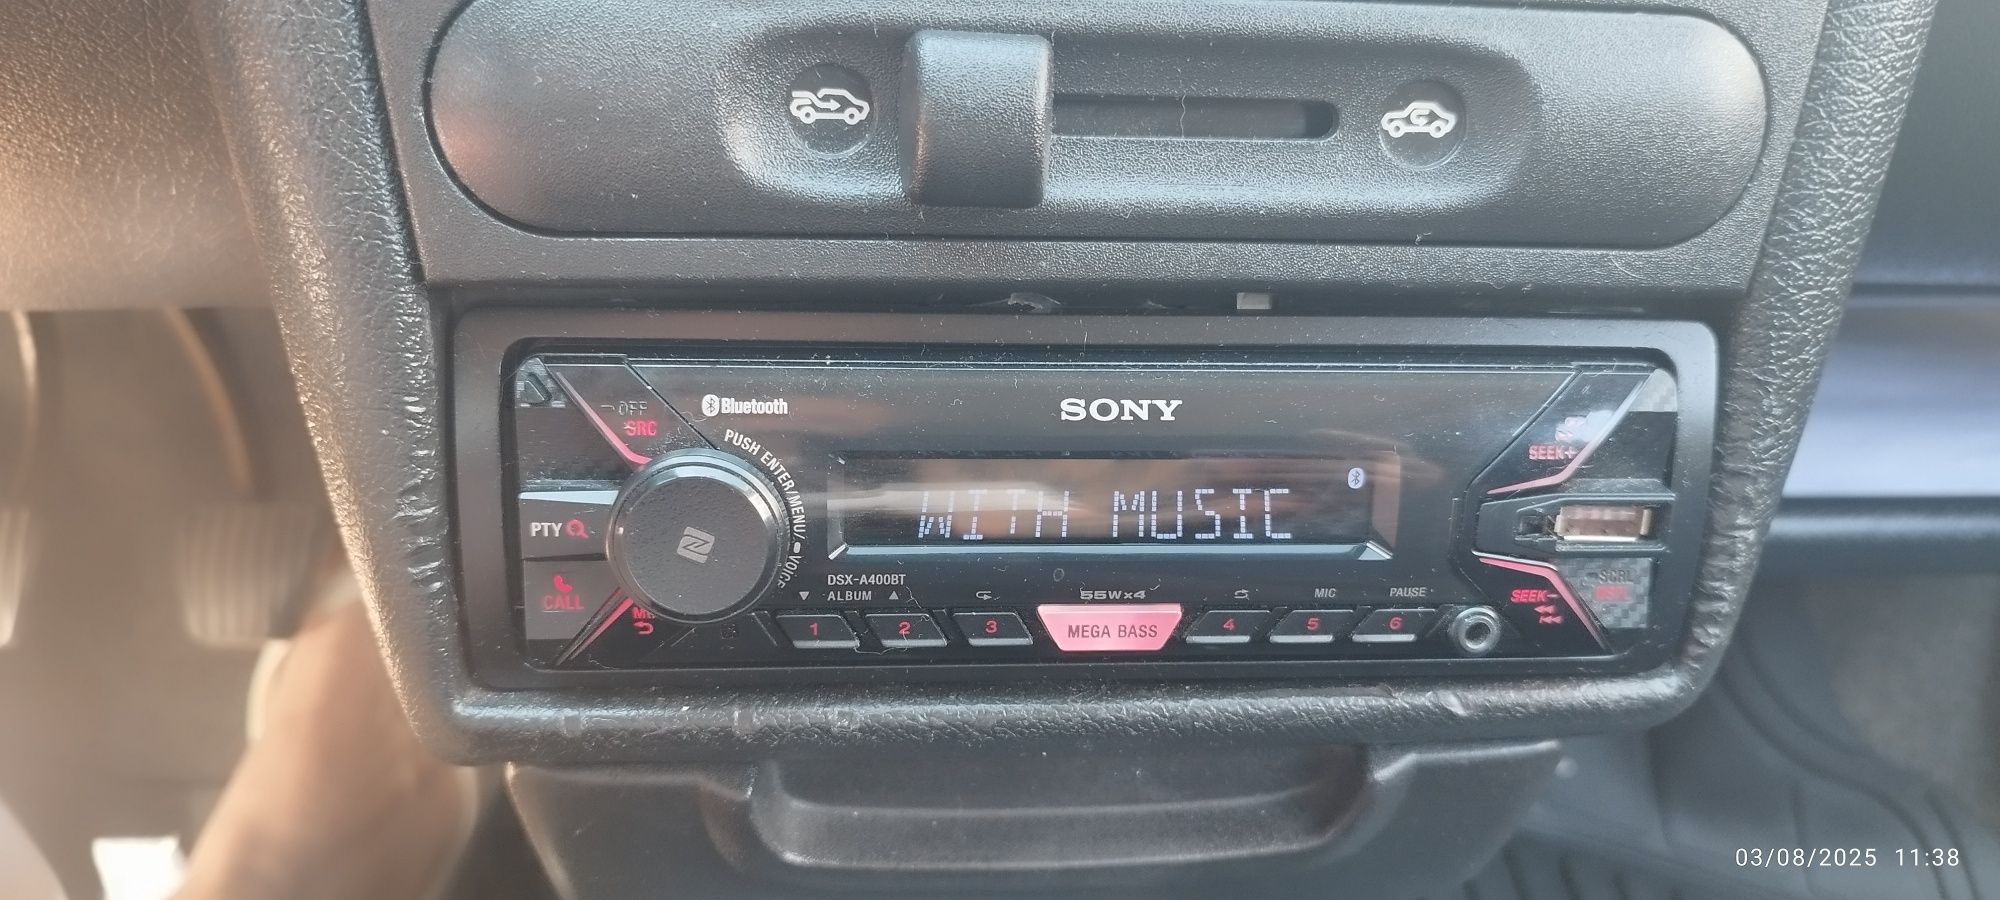 OFF
SRC
Bluetooth
SONY
PUSH ENTER/MENU/ VOICE
SEEK+
PTY
WITH MUSIC
CALL
DSX-A400BT
ALBUM
55W×4
MIC
PAUSE
SCRL
SEEK−
1
2
3
MEGA BASS
4
5
6
03/08/2025 11:38